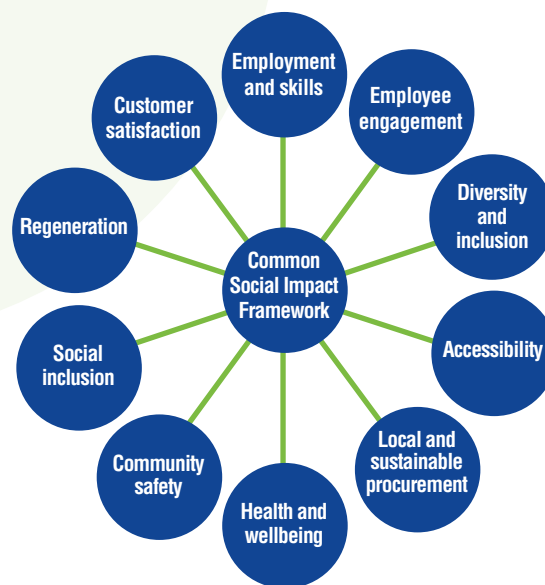 Employment
and skills
Employee
engagement
Diversity
and
inclusion
Accessibility
Local and
sustainable
procurement
Health and
wellbeing
Community
safety
Social
inclusion
Regeneration
Customer
satisfaction
Common
Social Impact
Framework